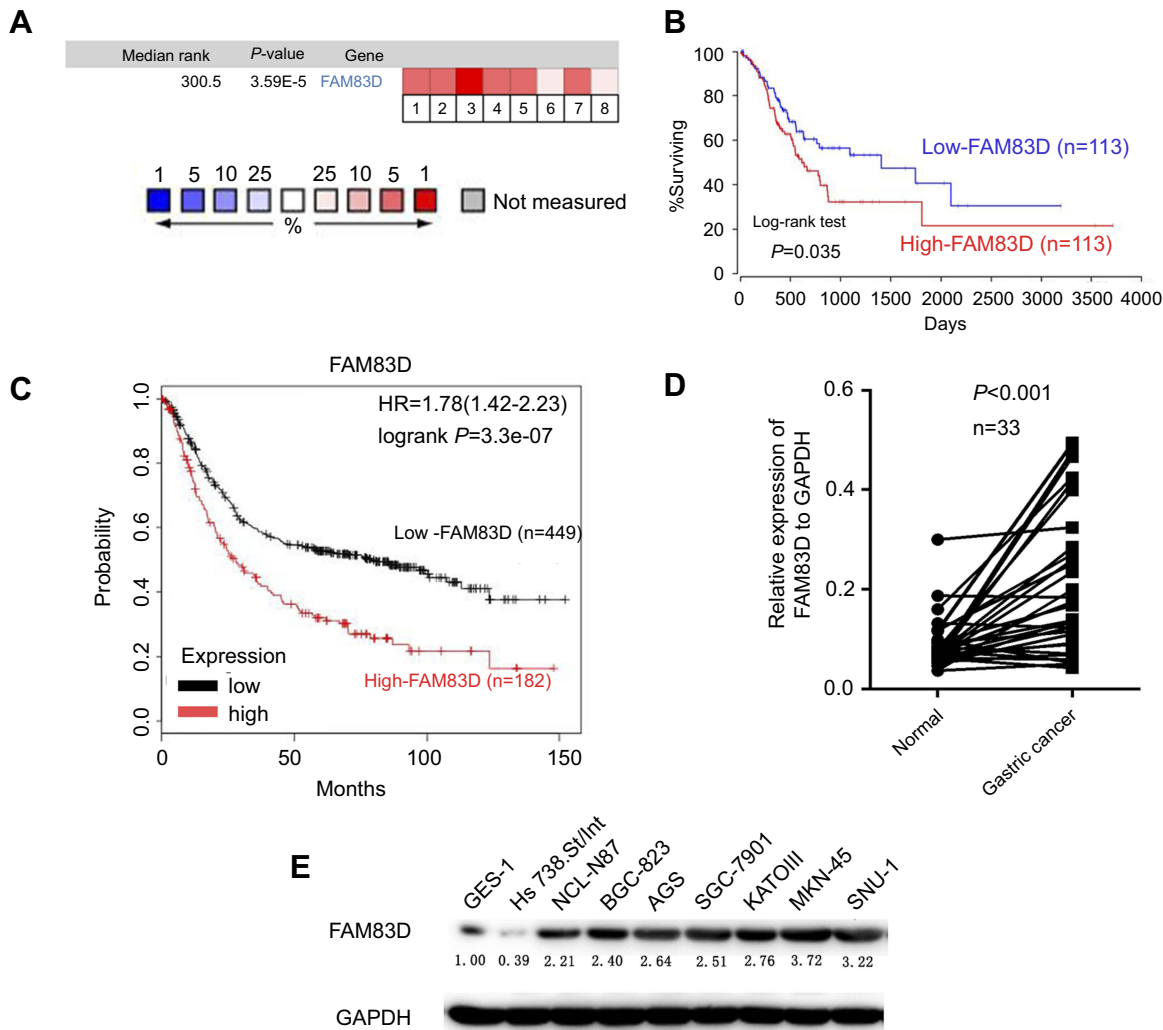 A
Median rank P-value Gene
300.5 3.59E-5 FAM83D
1 2 3 4 5 6 7 8
1 5 10 25 25 10 5 1
Not measured
%
B
100%
80
60
40
20
0
%Surviving
Low-FAM83D (n=113)
Log-rank test
P=0.035
High-FAM83D (n=113)
0 500 1000 1500 2000 2500 3000 3500 4000
Days
C
FAM83D
HR=1.78(1.42-2.23)
logrank P=3.3e-07
1.0
0.8
0.6
0.4
0.2
0.0
Probability
Low -FAM83D (n=449)
High-FAM83D (n=182)
Expression
low
high
0 50 100 150
Months
D
P<0.001
n=33
0.6
0.4
0.2
0.0
Relative expression of
FAM83D to GAPDH
Normal
Gastric cancer
E
GES-1 Hs 738.St/Int NCL-N87 BGC-823 AGS SGC-7901 KATOIII MKN-45 SNU-1
FAM83D
1.00 0.39 2.21 2.40 2.64 2.51 2.76 3.72 3.22
GAPDH